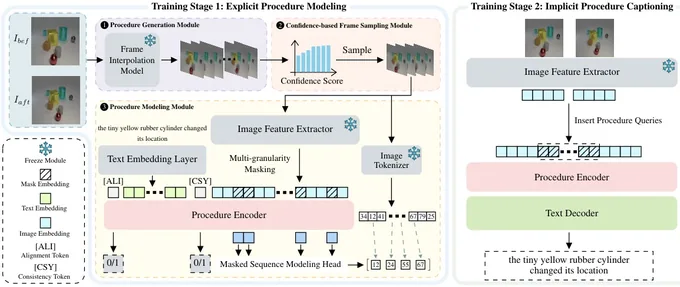 Training Stage 1: Explicit Procedure Modeling
I_bef
I_aft
1 Procedure Generation Module
Frame
Interpolation
Model
2 Confidence-based Frame Sampling Module
Confidence Score
Sample
3 Procedure Modeling Module
the tiny yellow rubber cylinder changed
its location
Text Embedding Layer
Image Feature Extractor
Multi-granularity
Masking
Image
Tokenizer
[ALI]
[CSY]
Procedure Encoder
34 12 41 67 79 25
0/1
0/1
Masked Sequence Modeling Head
[ 12 24 55 67 ]
Freeze Module
Mask Embedding
Text Embedding
Image Embedding
[ALI]
Alignment Token
[CSY]
Consistency Token
Training Stage 2: Implicit Procedure Captioning
Image Feature Extractor
Insert Procedure Queries
Procedure Encoder
Text Decoder
the tiny yellow rubber cylinder
changed its location